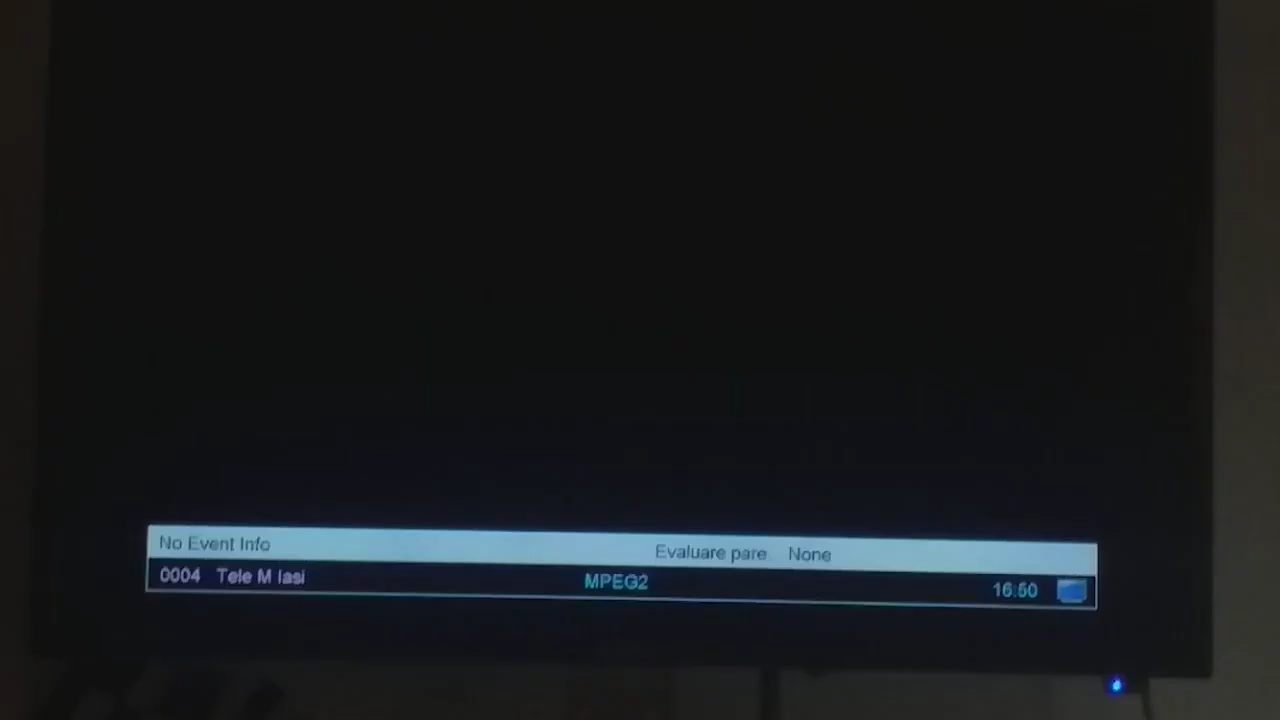 No Event Info Evaluare pare... None
0004 Tele M Iasi MPEG2 16:50